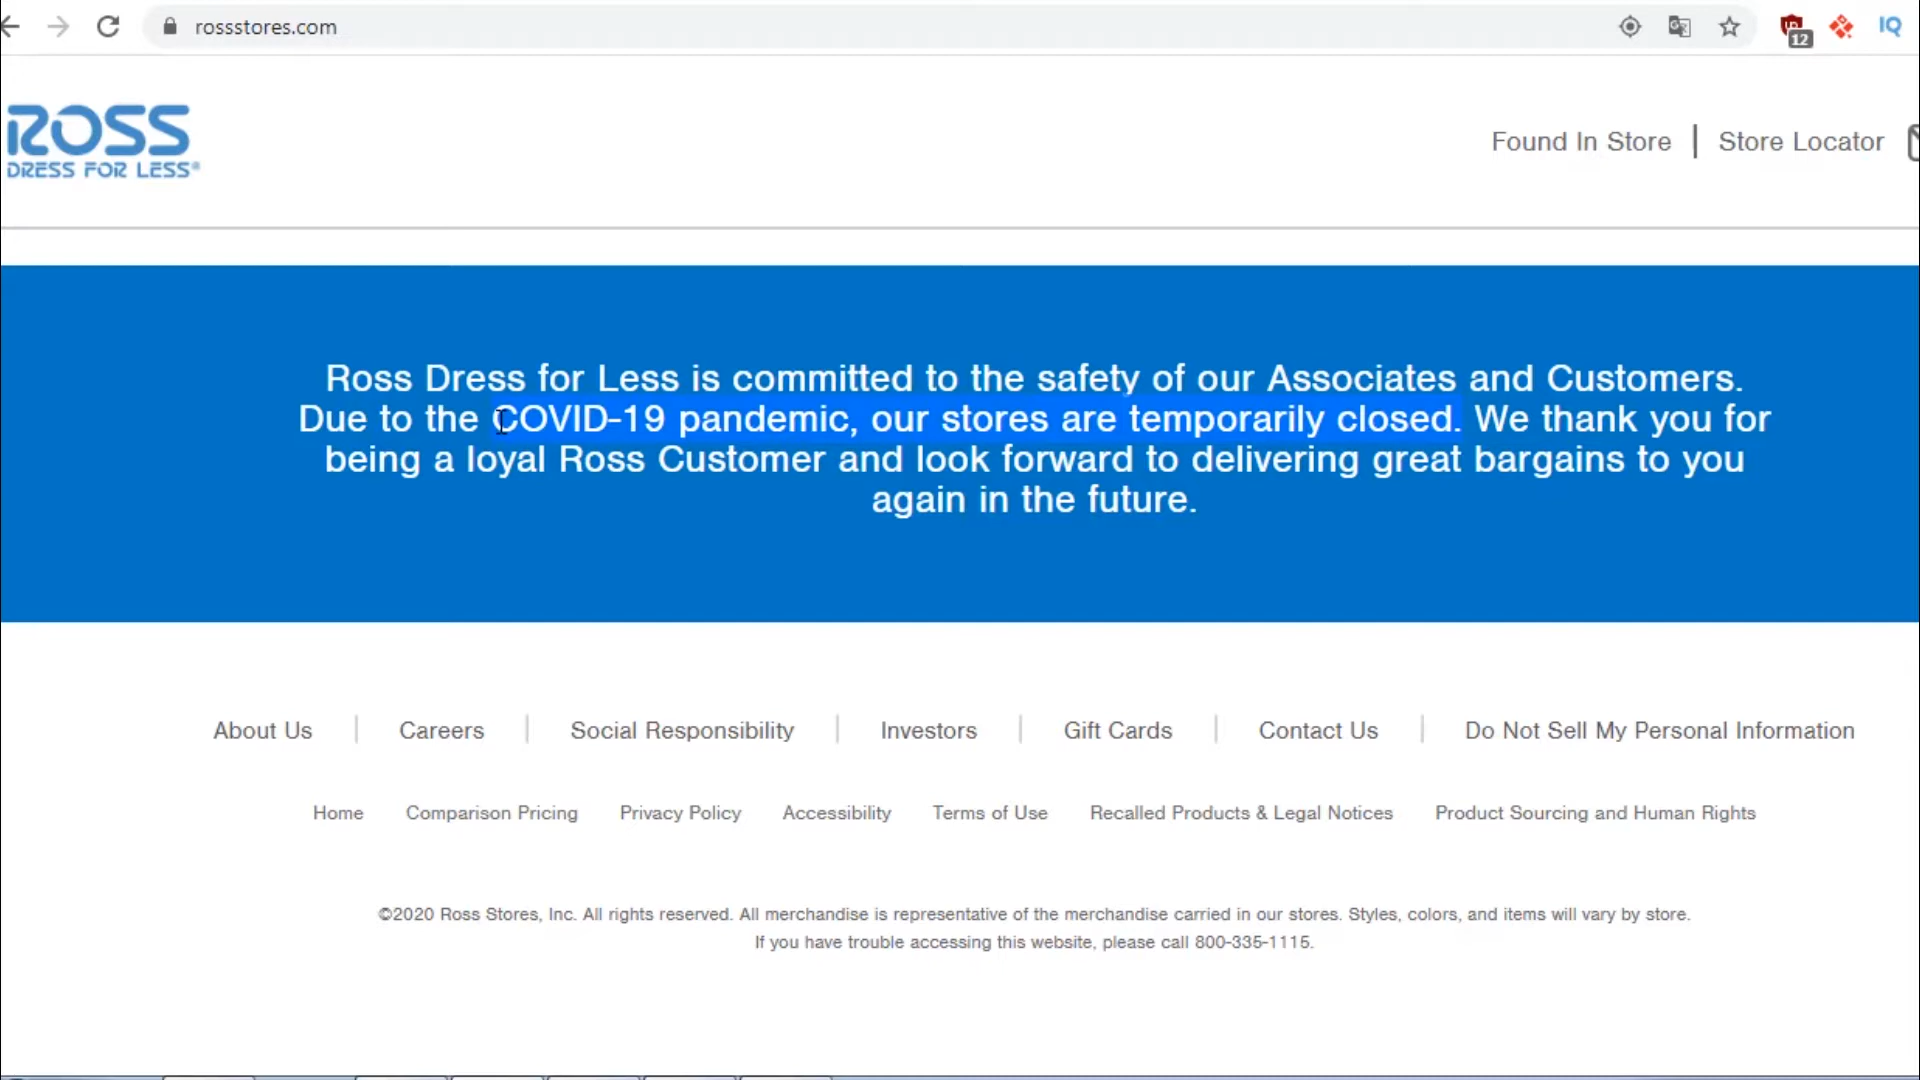 rossstores.com
12
IQ
ROSS
DRESS FOR LESS®
Found In Store | Store Locator
Ross Dress for Less is committed to the safety of our Associates and Customers.
Due to the COVID-19 pandemic, our stores are temporarily closed. We thank you for
being a loyal Ross Customer and look forward to delivering great bargains to you
again in the future.
About Us | Careers | Social Responsibility | Investors | Gift Cards | Contact Us | Do Not Sell My Personal Information
Home Comparison Pricing Privacy Policy Accessibility Terms of Use Recalled Products & Legal Notices Product Sourcing and Human Rights
©2020 Ross Stores, Inc. All rights reserved. All merchandise is representative of the merchandise carried in our stores. Styles, colors, and items will vary by store.
If you have trouble accessing this website, please call 800-335-1115.